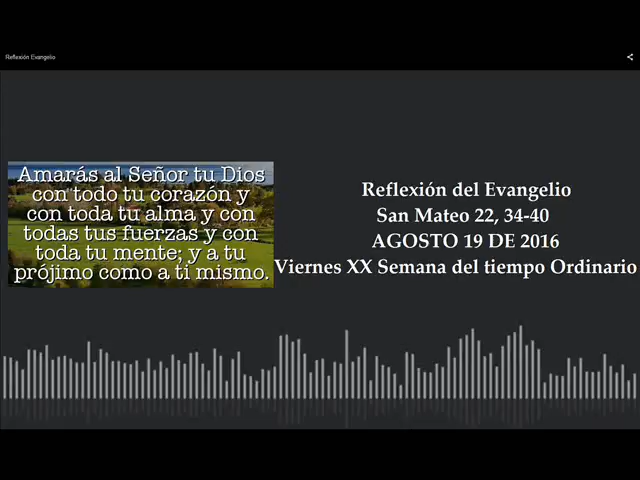 Reflexión Evangelio
Amarás al Señor tu Dios
con todo tu corazón y
con toda tu alma y con
todas tus fuerzas y con
toda tu mente; y a tu
prójimo como a ti mismo.
Reflexión del Evangelio
San Mateo 22, 34-40
AGOSTO 19 DE 2016
Viernes XX Semana del tiempo Ordinario